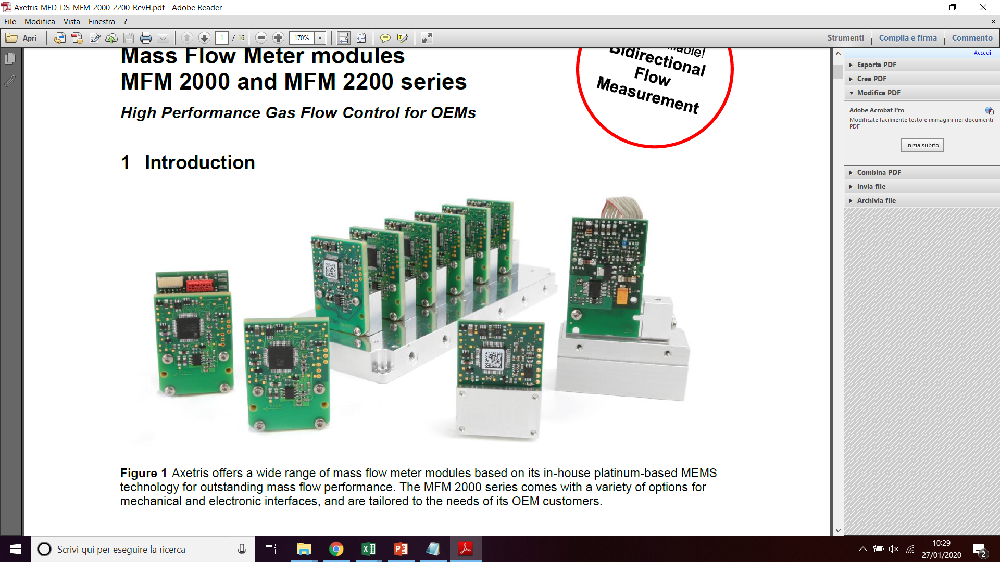 Axetris_MFD_DS_MFM_2000-2200_RevH.pdf - Adobe Reader
File Modifica Vista Finestra ?
Apri 1 / 16 170% Strumenti Compila e firma Commento
Accedi
Esporta PDF
Crea PDF
Modifica PDF
Adobe Acrobat Pro
Modificate facilmente testo e immagini nei documenti
PDF
Inizia subito
Combina PDF
Invia file
Archivia file
Mass Flow Meter modules
MFM 2000 and MFM 2200 series
High Performance Gas Flow Control for OEMs
Bidirectional
Flow
Measurement
1 Introduction
Flow
Figure 1 Axetris offers a wide range of mass flow meter modules based on its in-house platinum-based MEMS
technology for outstanding mass flow performance. The MFM 2000 series comes with a variety of options for
mechanical and electronic interfaces, and are tailored to the needs of its OEM customers.
Scrivi qui per eseguire la ricerca
10:29
27/01/2020
2